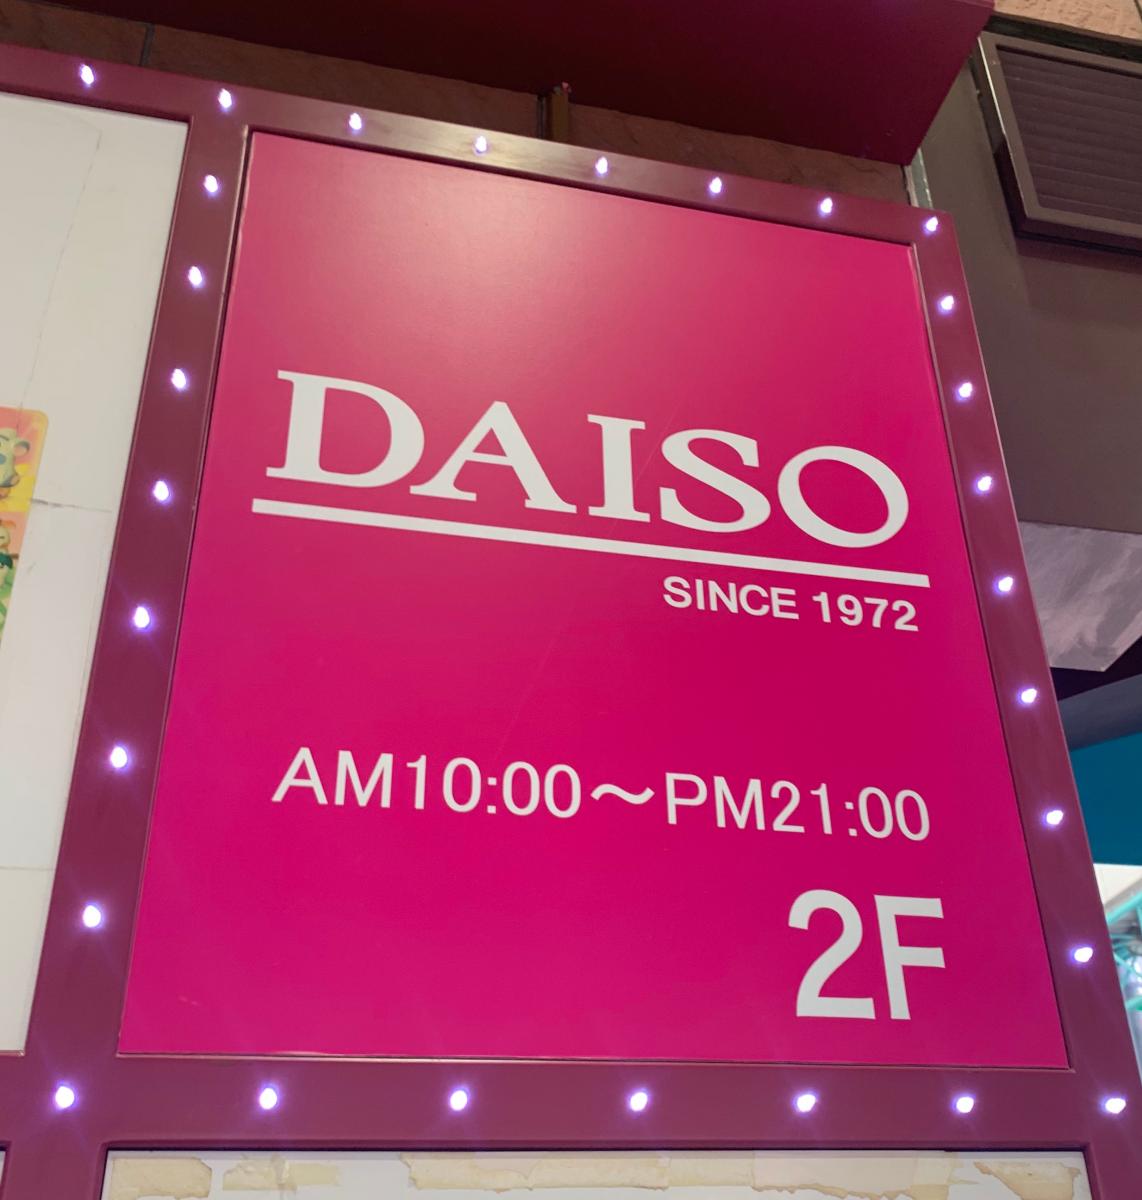 DAISO
SINCE 1972
AM10:00～PM21:00
2F